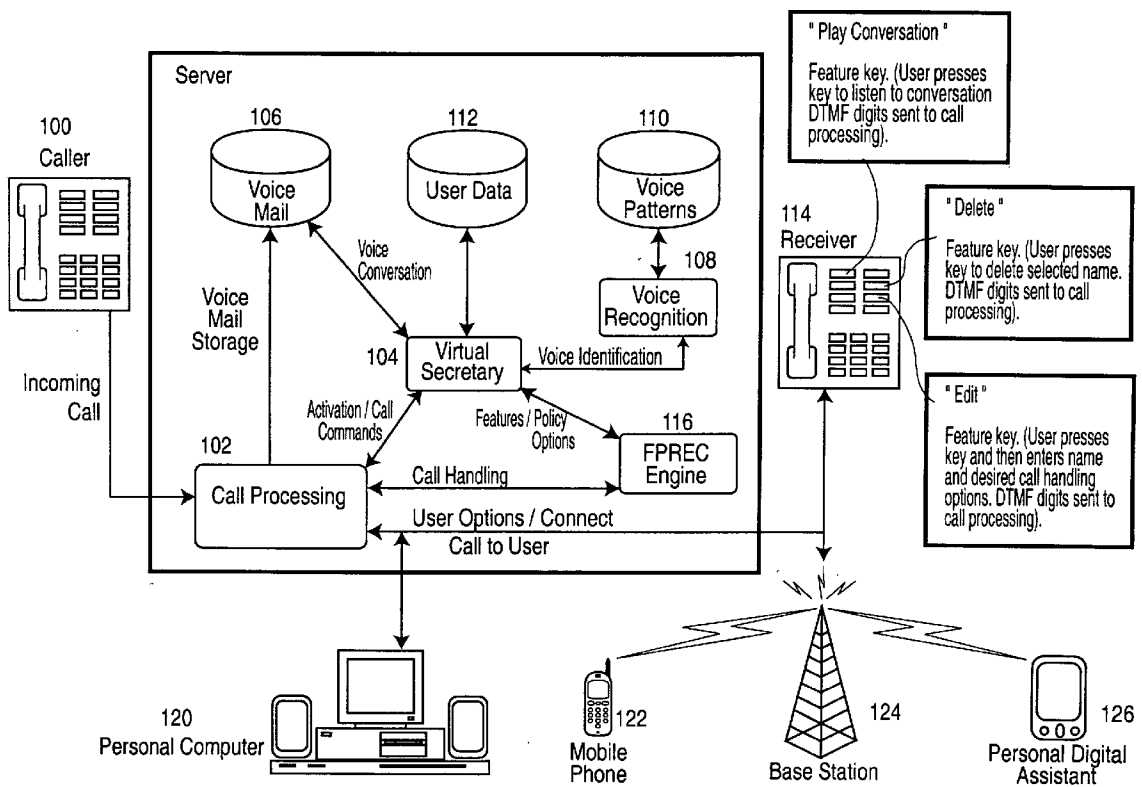 Server
100
Caller
106
Voice
Mail
112
User Data
110
Voice
Patterns
" Play Conversation "
Feature key. (User presses
key to listen to conversation
DTMF digits sent to call
processing).
114
Receiver
" Delete "
Feature key. (User presses
key to delete selected name.
DTMF digits sent to call
processing).
" Edit "
Feature key. (User presses
key and then enters name
and desired call handling
options. DTMF digits sent to
call processing).
Voice
Conversation
108
Voice
Recognition
Voice
Mail
Storage
104
Virtual
Secretary
Voice Identification
Incoming
Call
Activation / Call
Commands
Features / Policy
Options
116
FPREC
Engine
102
Call Processing
Call Handling
User Options / Connect
Call to User
120
Personal Computer
122
Mobile
Phone
124
Base Station
126
Personal Digital
Assistant